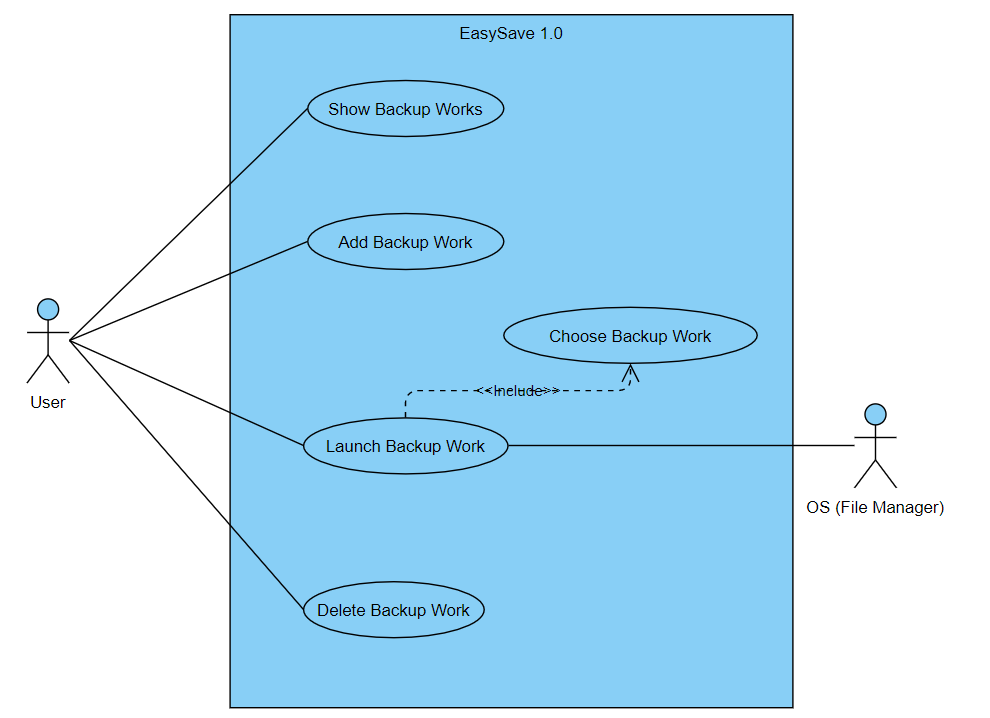 EasySave 1.0
Show Backup Works
Add Backup Work
Choose Backup Work
<<Include>>
User
Launch Backup Work
OS (File Manager)
Delete Backup Work